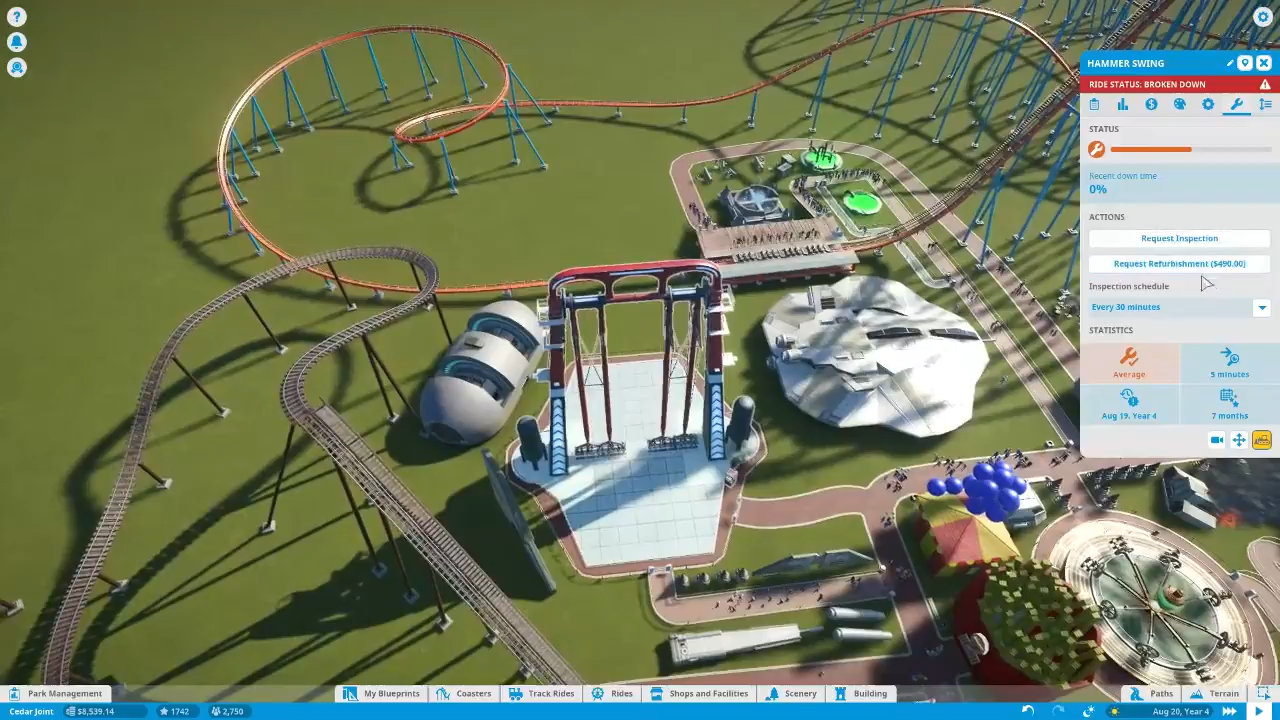 HAMMER SWING
RIDE STATUS: BROKEN DOWN
STATUS
Recent down time
0%
ACTIONS
Request Inspection
Request Refurbishment ($490.00)
Inspection schedule
Every 30 minutes
STATISTICS
Average
5 minutes
Aug 19, Year 4
7 months
Park Management
My Blueprints
Coasters
Track Rides
Rides
Shops and Facilities
Scenery
Building
Paths
Terrain
Cedar Joint
$8,539.14
1742
2,750
Aug 20, Year 4